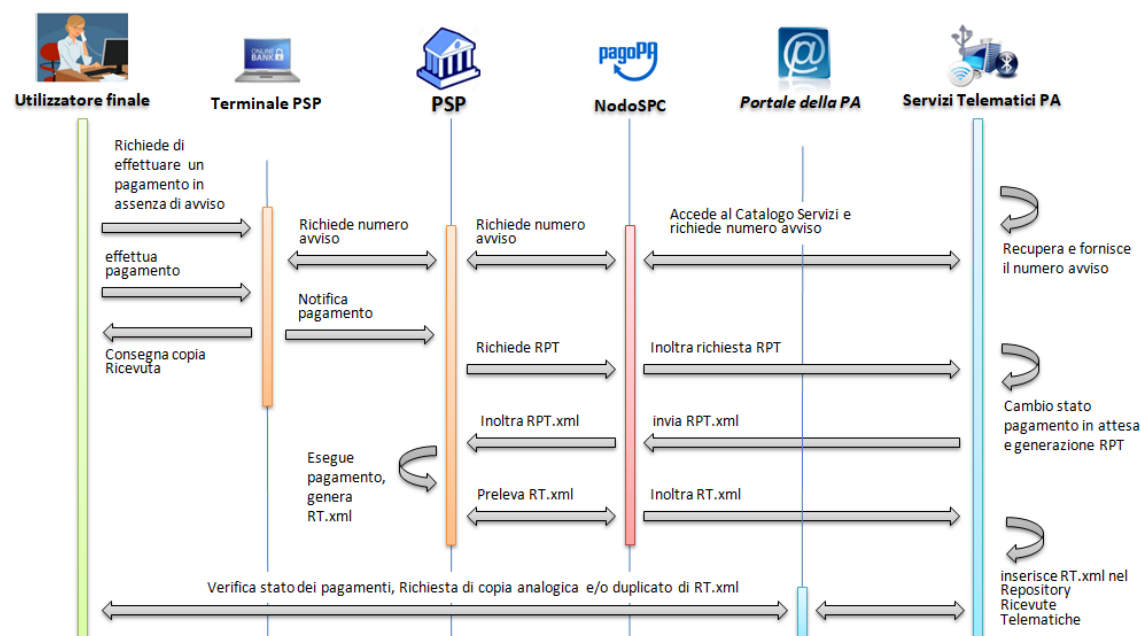 ONLINE
BANK
pagoPA
@
Utilizzatore finale
Terminale PSP
PSP
NodoSPC
Portale della PA
Servizi Telematici PA
Richiede di
effettuare un
pagamento in
assenza di avviso
Richiede numero
avviso
Richiede numero
avviso
Accede al Catalogo Servizi e
richiede numero avviso
Recupera e fornisce
il numero avviso
effettua
pagamento
Notifica
pagamento
Consegna copia
Ricevuta
Richiede RPT
Inoltra richiesta RPT
Cambio stato
pagamento in attesa
e generazione RPT
Inoltra RPT.xml
invia RPT.xml
Esegue
pagamento,
genera
RT.xml
Preleva RT.xml
Inoltra RT.xml
inserisce RT.xml nel
Repository
Ricevute
Telematiche
Verifica stato dei pagamenti, Richiesta di copia analogica e/o duplicato di RT.xml